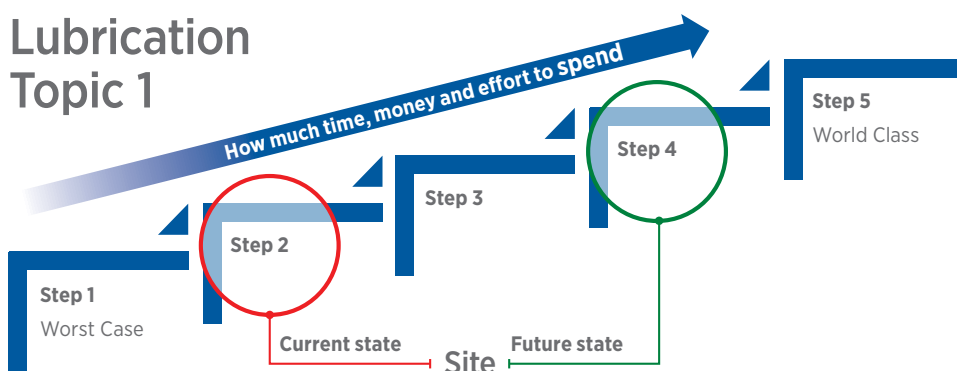 Lubrication
Topic 1
How much time, money and effort to spend
Step 5
World Class
Step 4
Step 3
Step 2
Step 1
Worst Case
Current state
Site
Future state